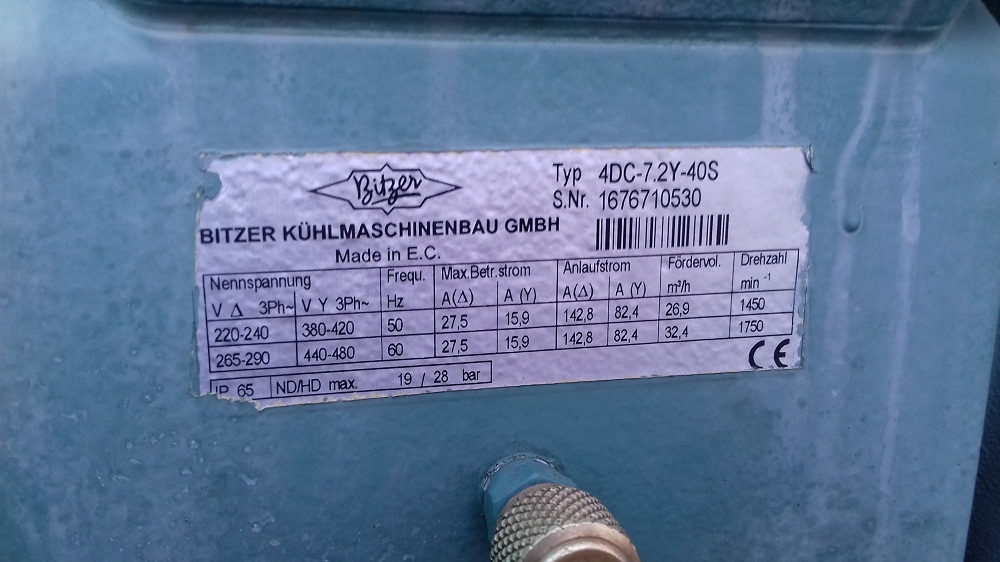 Bitzer
Typ 4DC-7.2Y-40S
S.Nr. 1676710530
BITZER KÜHLMASCHINENBAU GMBH
Made in E.C.
Nennspannung Frequ. Max.Betr.strom Anlaufstrom Fördervol. Drehzahl
V Δ 3Ph~ V Y 3Ph~ Hz A(Δ) A (Y) A(Δ) A (Y) m³/h min -1
220-240 380-420 50 27,5 15,9 142,8 82,4 26,9 1450
265-290 440-480 60 27,5 15,9 142,8 82,4 32,4 1750
IP 65 ND/HD max. 19 / 28 bar
CE